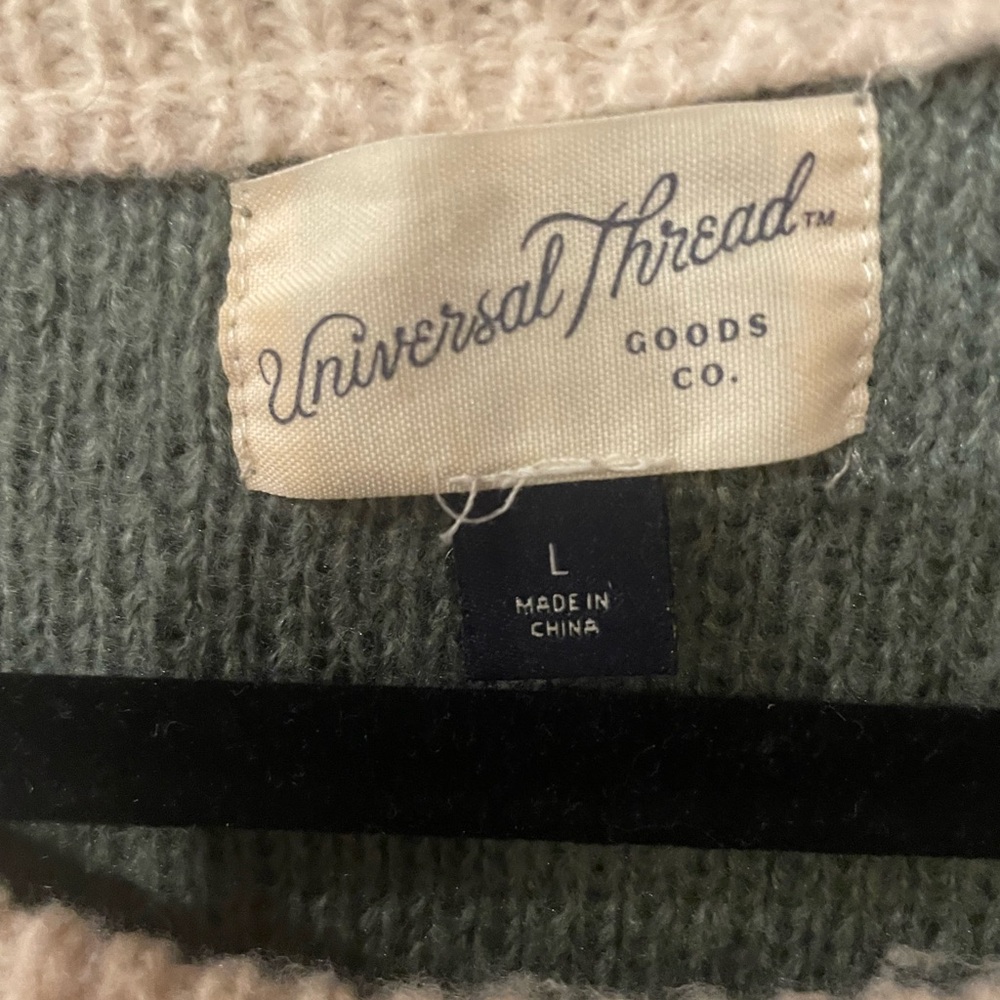 Universal Thread™
GOODS
CO.
L
MADE IN
CHINA